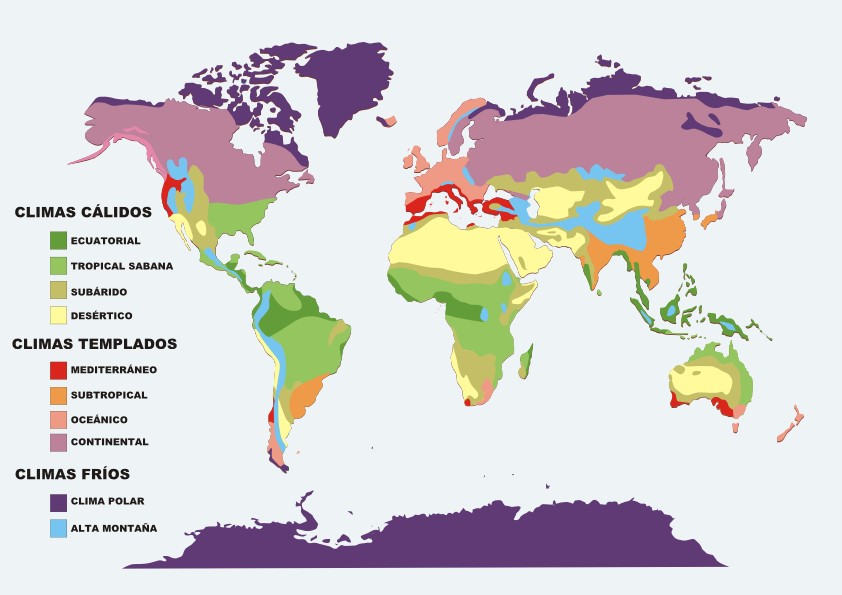 CLIMAS CÁLIDOS
ECUATORIAL
TROPICAL SABANA
SUBÁRIDO
DESÉRTICO
CLIMAS TEMPLADOS
MEDITERRÁNEO
SUBTROPICAL
OCEÁNICO
CONTINENTAL
CLIMAS FRÍOS
CLIMA POLAR
ALTA MONTAÑA